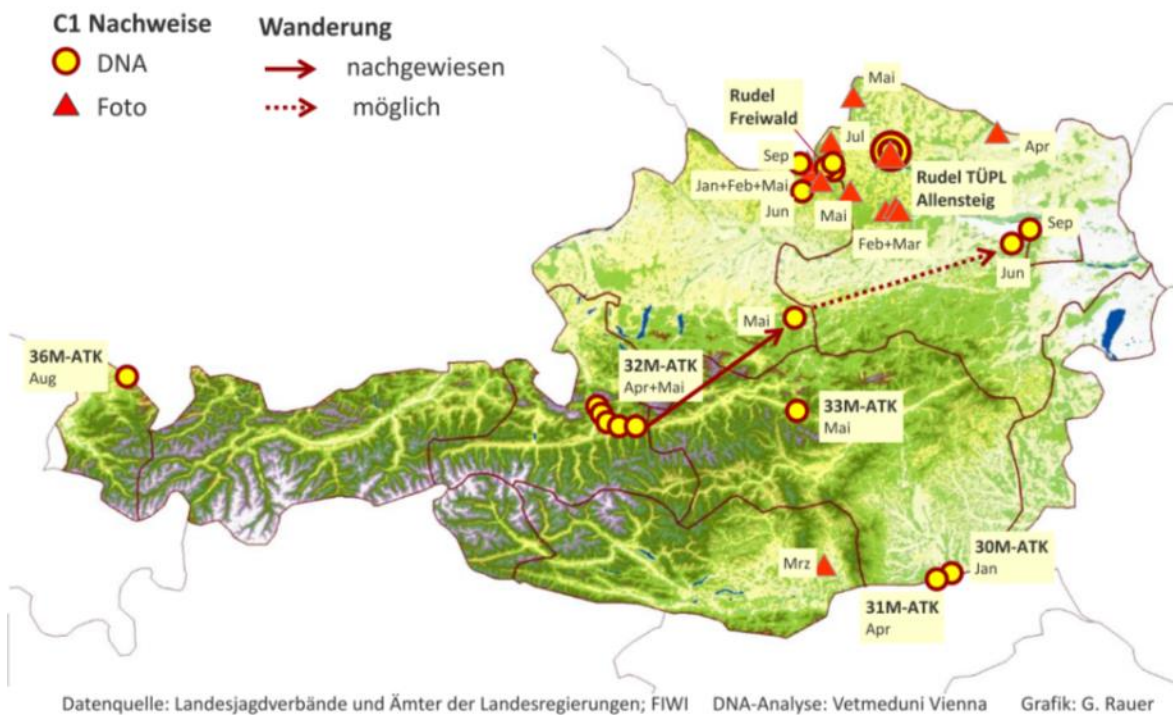 C1 Nachweise
DNA
Foto
Wanderung
nachgewiesen
möglich
Mai
Rudel
Freiwald
Jul
Apr
Sep
Jan+Feb+Mai
Jun
Mai
Rudel TÜPL
Allensteig
Feb+Mar
Sep
Jun
Mai
36M-ATK
Aug
32M-ATK
Apr+Mai
33M-ATK
Mai
Mrz
30M-ATK
Jan
31M-ATK
Apr
Datenquelle: Landesjagdverbände und Ämter der Landesregierungen; FIWI DNA-Analyse: Vetmeduni Vienna Grafik: G. Rauer